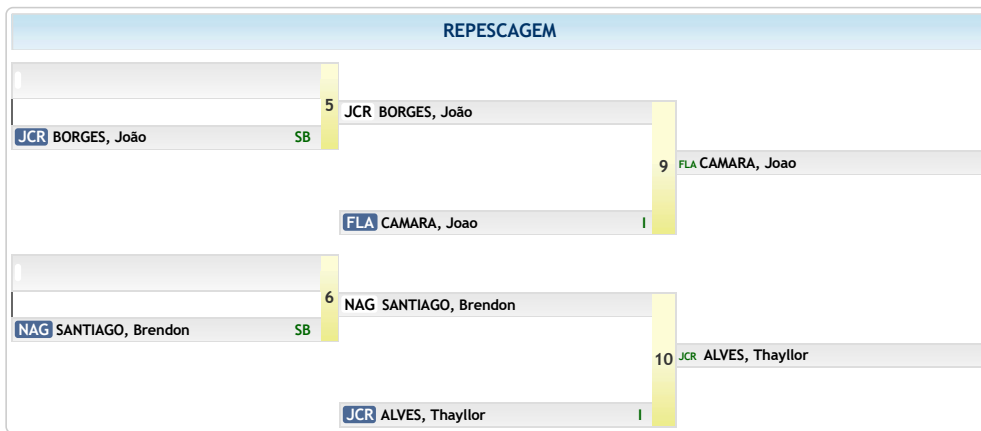 REPESCAGEM
5
JCR BORGES, João SB
JCR BORGES, João
9
FLA CAMARA, Joao
FLA CAMARA, Joao I
6
NAG SANTIAGO, Brendon SB
NAG SANTIAGO, Brendon
10
JCR ALVES, Thayllor
JCR ALVES, Thayllor I